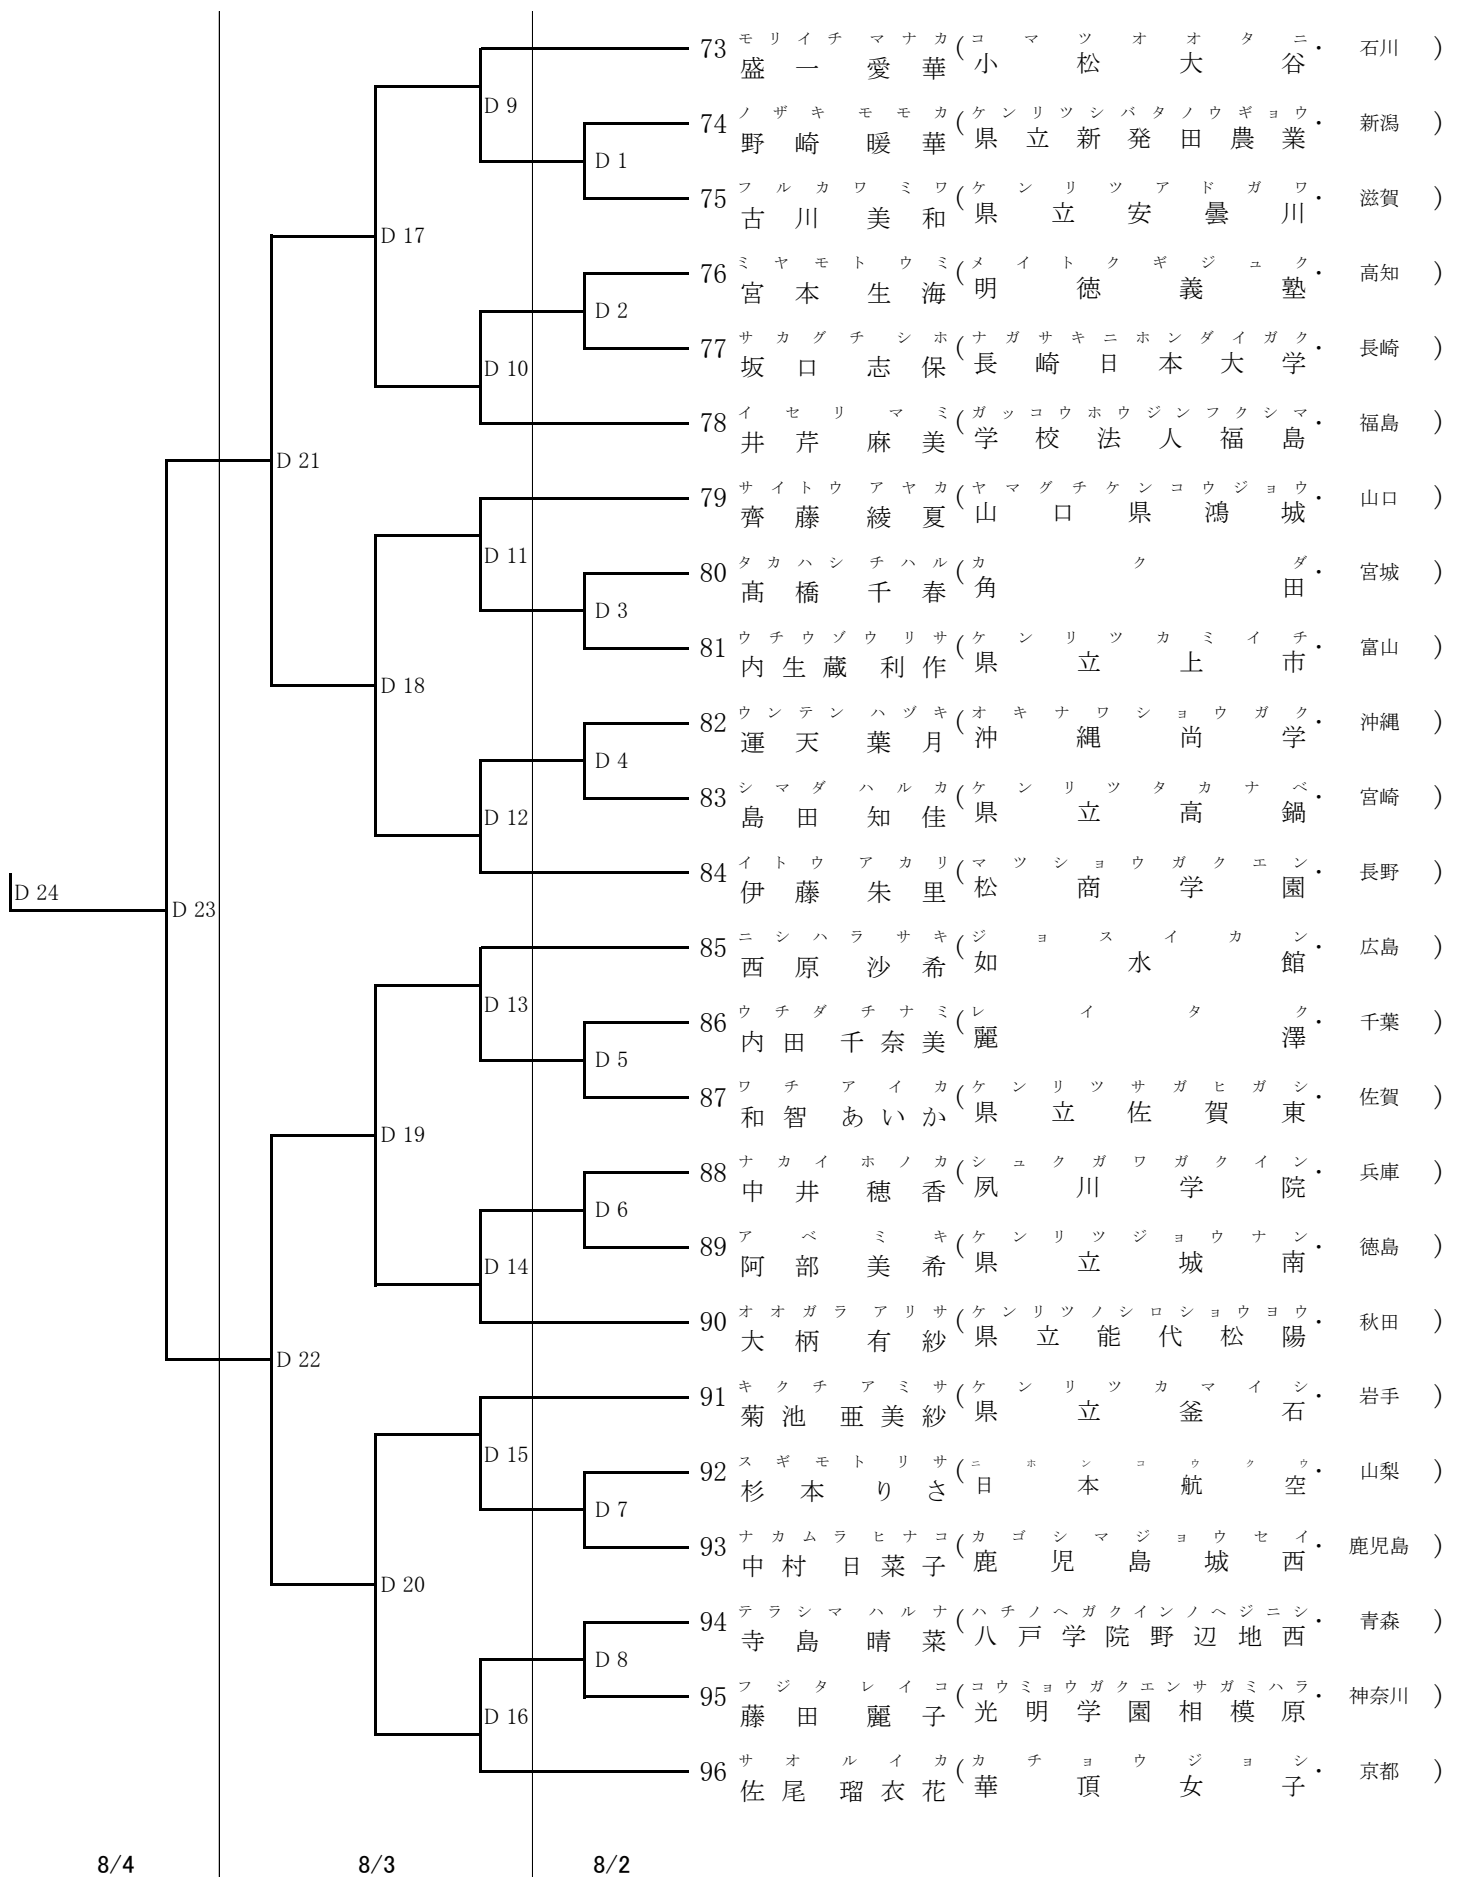 73 モリイチ マナカ (コマツオオタニ・石川)
盛一 愛華 小松大谷
D 9
74 ノザキ モモカ (ケンリツシバタノウギョウ・新潟)
野崎 暖華 県立新発田農業
D 1
75 フルカワ ミワ (ケンリツアドガワ・滋賀)
古川 美和 県立安曇川
D 17
76 ミヤモト ウミ (メイトクギジュク・高知)
宮本 生海 明徳義塾
D 2
77 サカグチ シホ (ナガサキニホンダイガク・長崎)
坂口 志保 長崎日本大学
D 10
78 イセリ マミ (ガッコウホウジンフクシマ・福島)
井芹 麻美 学校法人福島
D 21
79 サイトウ アヤカ (ヤマグチケンコウジョウ・山口)
齊藤 綾夏 山口県鴻城
D 11
80 タカハシ チハル (カクダ・宮城)
髙橋 千春 角田
D 3
81 ウチウゾウ リサ (ケンリツカミイチ・富山)
内生蔵 利作 県立上市
D 18
82 ウンテン ハヅキ (オキナワショウガク・沖縄)
運天 葉月 沖縄尚学
D 4
83 シマダ ハルカ (ケンリツタカナベ・宮崎)
島田 知佳 県立高鍋
D 12
84 イトウ アカリ (マツショウガクエン・長野)
伊藤 朱里 松商学園
D 24
D 23
85 ニシハラ サキ (ジョスイカン・広島)
西原 沙希 如水館
D 13
86 ウチダ チナミ (レイタク・千葉)
内田 千奈美 麗澤
D 5
87 ワチ アイカ (ケンリツサガヒガシ・佐賀)
和智 あいか 県立佐賀東
D 19
88 ナカイ ホノカ (シュクガワガクイン・兵庫)
中井 穂香 夙川学院
D 6
89 アベ ミキ (ケンリツジョウナン・徳島)
阿部 美希 県立城南
D 14
90 オオガラ アリサ (ケンリツノシロショウヨウ・秋田)
大柄 有紗 県立能代松陽
D 22
91 キクチ アミサ (ケンリツカマイシ・岩手)
菊池 亜美紗 県立釜石
D 15
92 スギモト リサ (ニホンコウクウ・山梨)
杉本 りさ 日本航空
D 7
93 ナカムラ ヒナコ (カゴシマジョウセイ・鹿児島)
中村 日菜子 鹿児島城西
D 20
94 テラシマ ハルナ (ハチノヘガクインノヘジニシ・青森)
寺島 晴菜 八戸学院野辺地西
D 8
95 フジタ レイコ (コウミョウガクエンサガミハラ・神奈川)
藤田 麗子 光明学園相模原
D 16
96 サオ ルイカ (カチョウジョシ・京都)
佐尾 瑠衣花 華頂女子
8/4 8/3 8/2